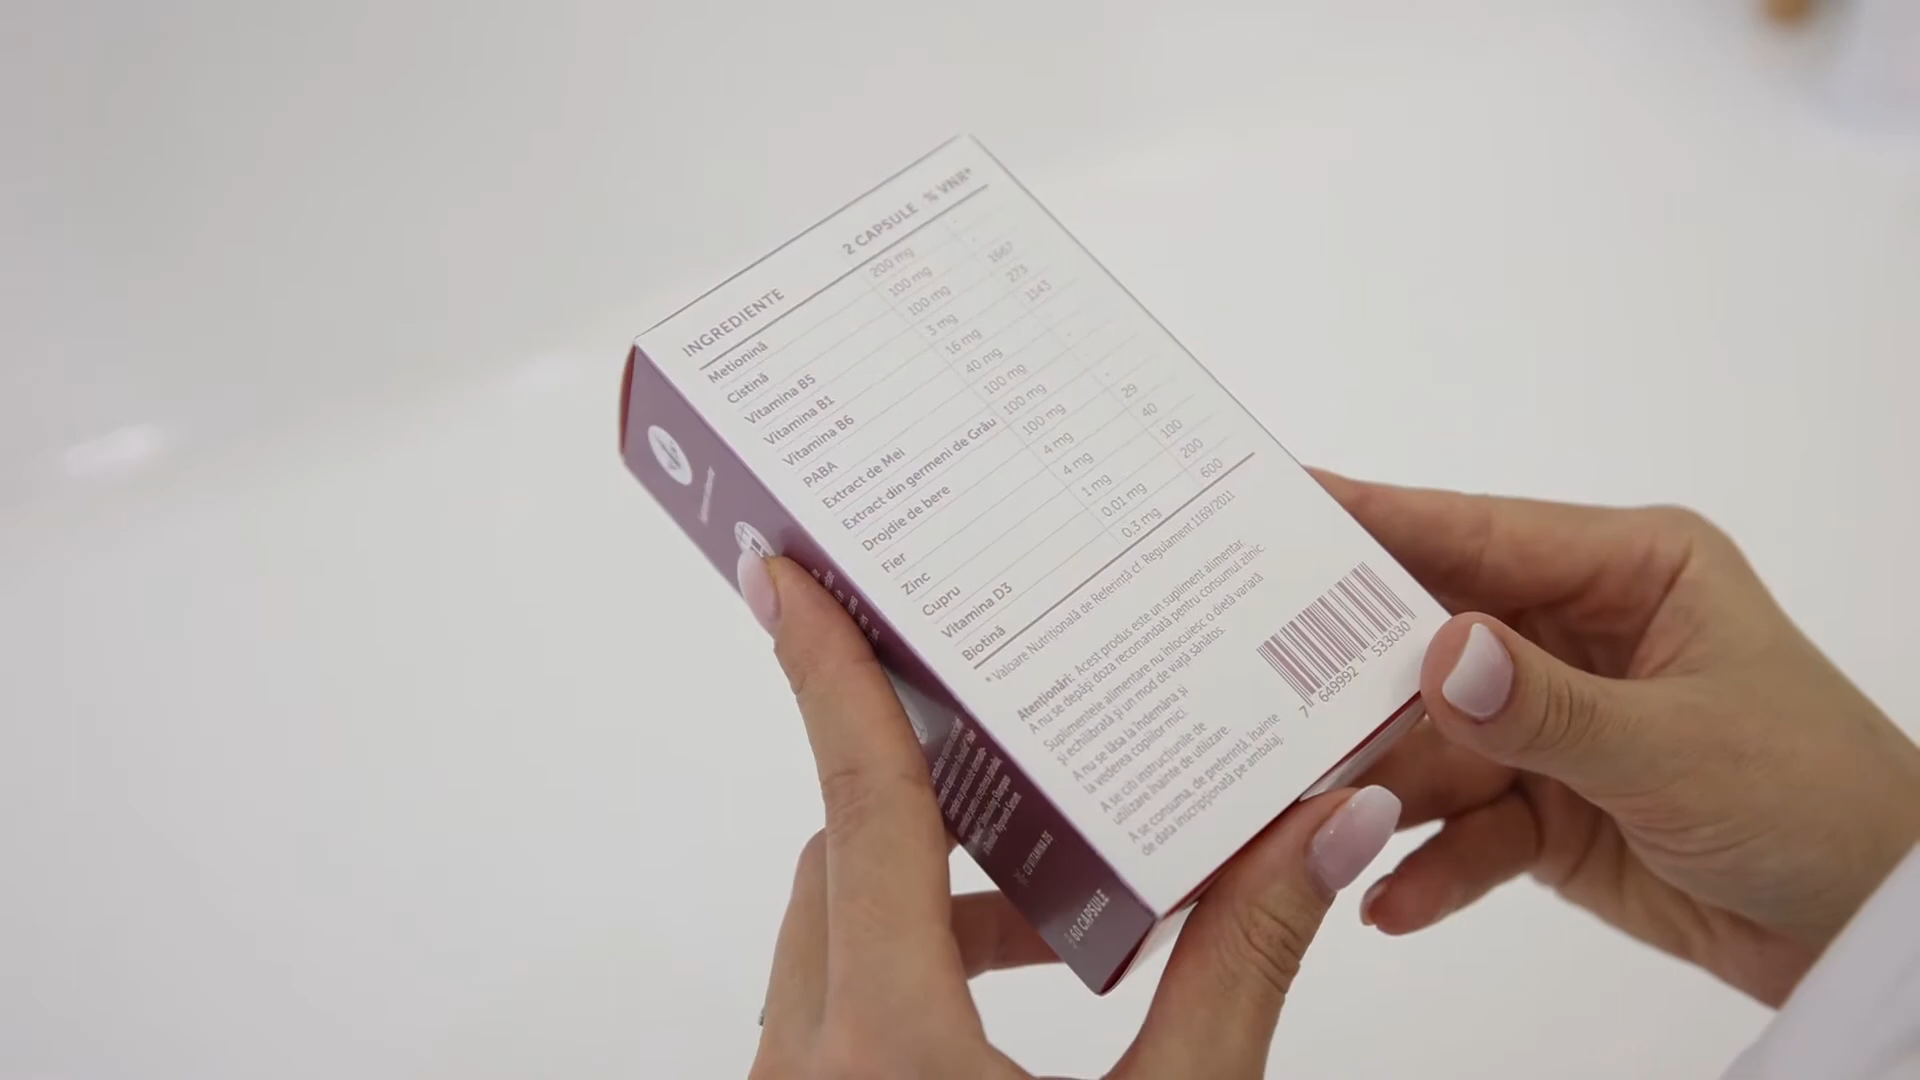 INGREDIENTE 2 CAPSULE % VNR*
Metionină 200 mg
Cistină 100 mg
Vitamina B5 100 mg 1667
Vitamina B1 3 mg 273
Vitamina B6 16 mg 1143
PABA 40 mg
Extract de Mei 100 mg
Extract din germeni de Grâu 100 mg
Drojdie de bere 100 mg
Fier 4 mg 29
Zinc 4 mg 40
Cupru 1 mg 100
Vitamina D3 0,01 mg 200
Biotină 0,3 mg 600
* Valoare Nutrițională de Referință cf. Regulament 1169/2011
Atenționări: Acest produs este un supliment alimentar.
A nu se depăși doza recomandată pentru consumul zilnic.
Suplimentele alimentare nu înlocuiesc o dietă variată
și echilibrată și un mod de viață sănătos.
A nu se lăsa la îndemâna și
la vederea copiilor mici.
A se citi instrucțiunile de
utilizare înainte de utilizare
A se consuma, de preferință, înainte
de data inscripționată pe ambalaj.
7 649992 533030
CU VITAMINA D3
60 CAPSULE